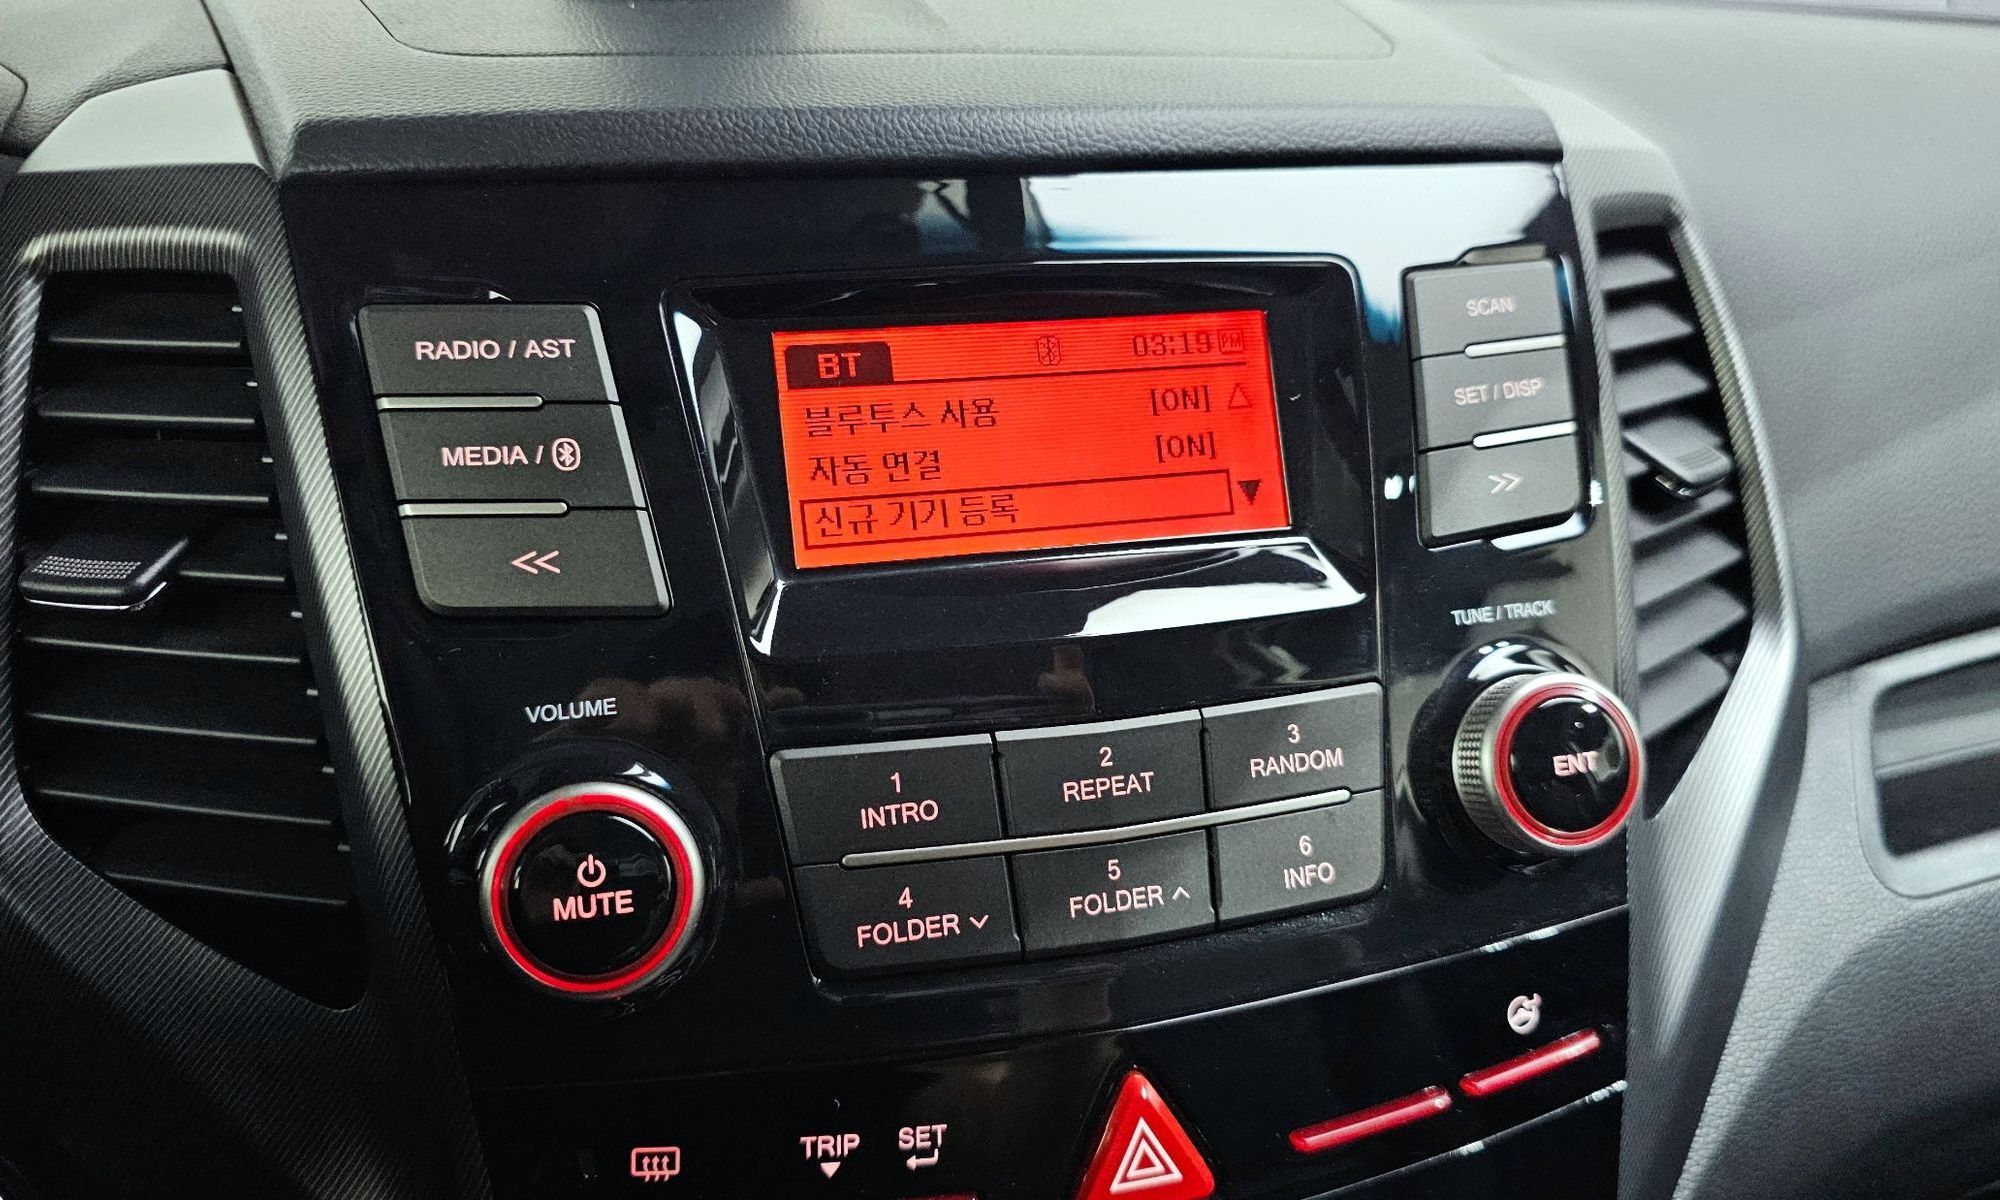 RADIO / AST
MEDIA /
<<
BT 03:19 PM
블루투스 사용 [ON]
자동 연결 [ON]
신규 기기 등록
SCAN
SET / DISP
>>
TUNE / TRACK
ENT
VOLUME
MUTE
1
INTRO
2
REPEAT
3
RANDOM
4
FOLDER
5
FOLDER
6
INFO
TRIP
SET